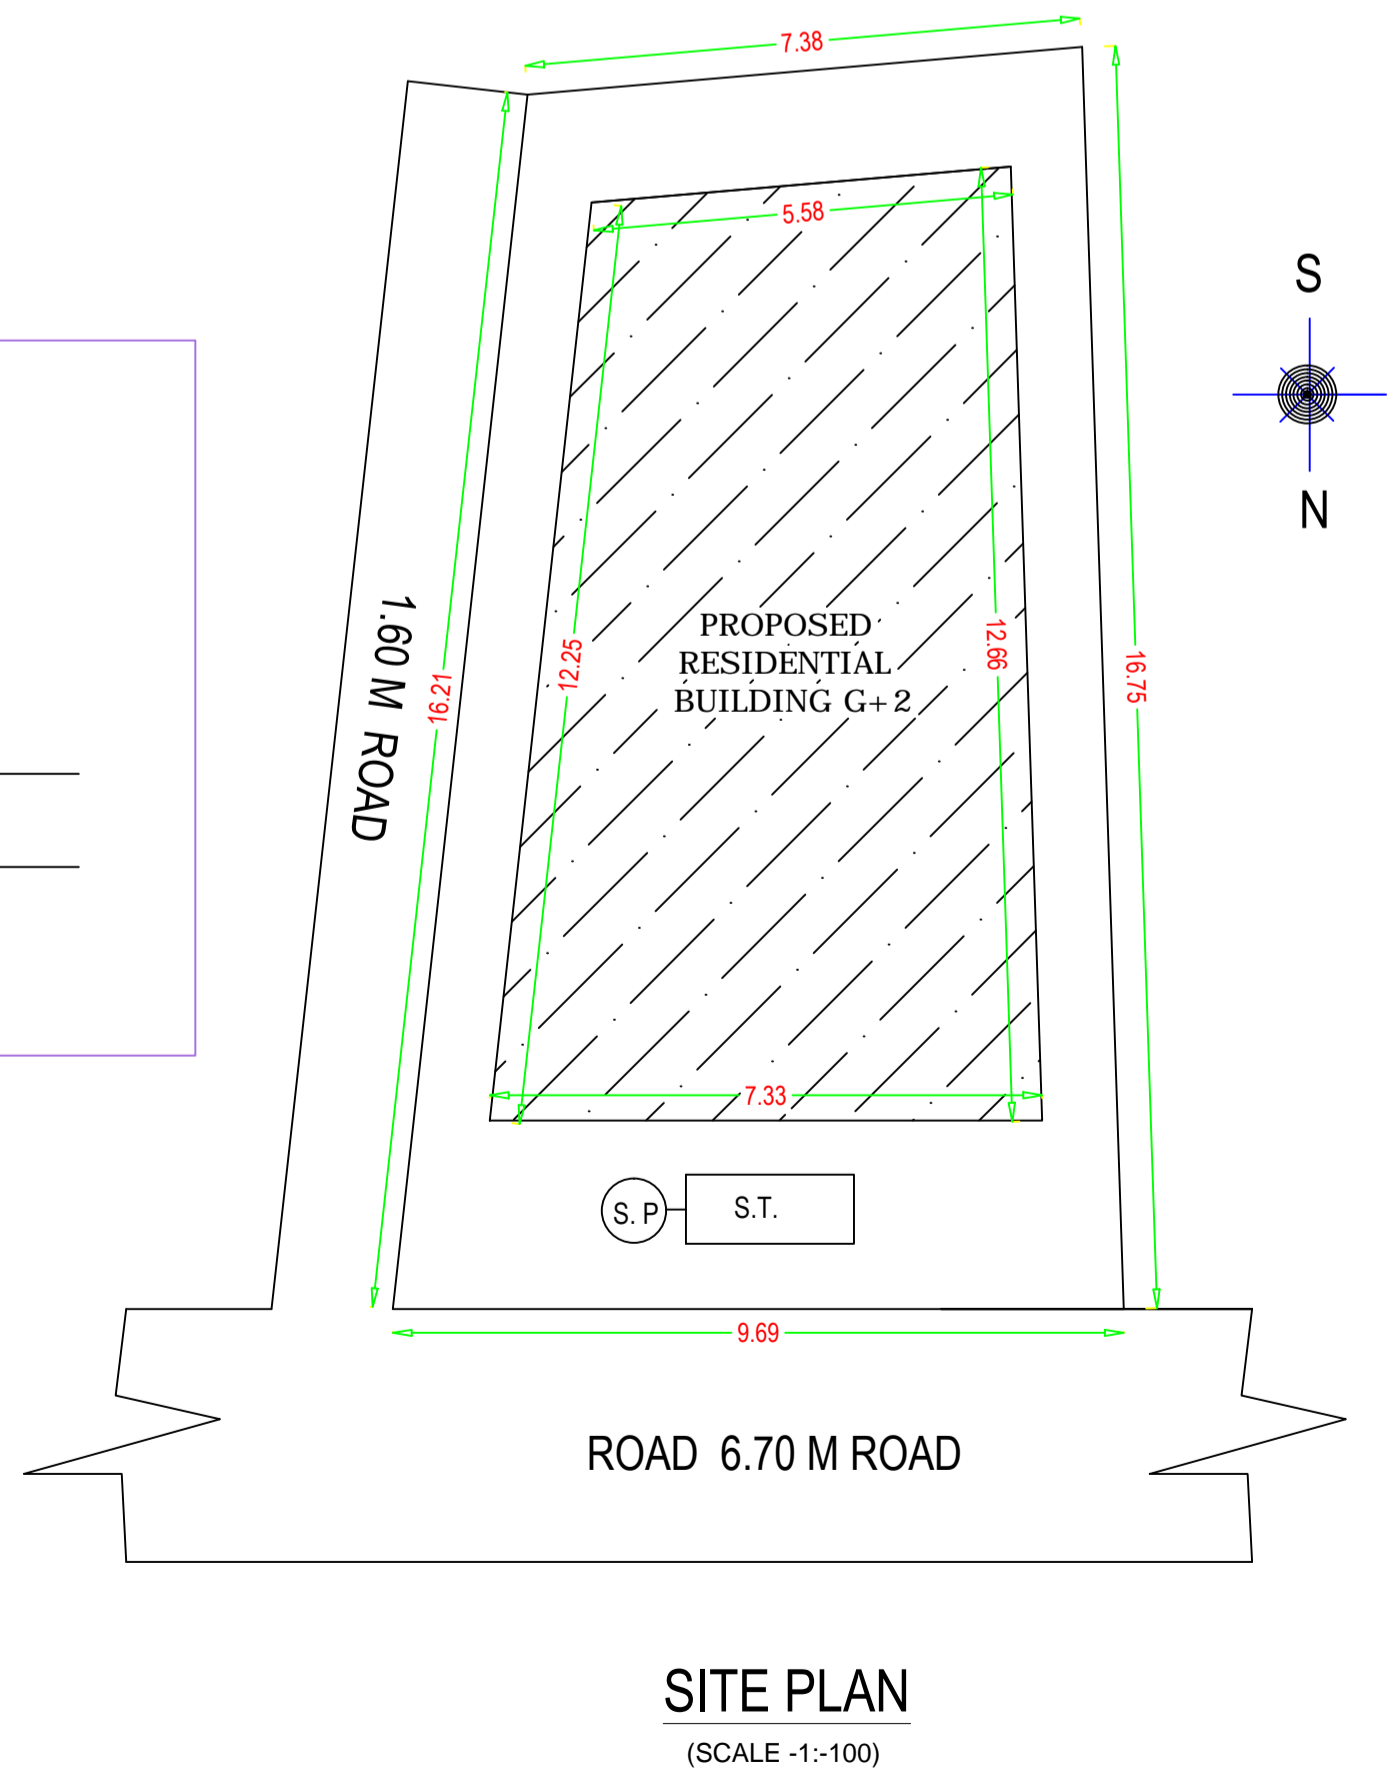 7.38
5.58
S
N
PROPOSED
RESIDENTIAL
BUILDING G+2
12.25
12.66
16.75
16.21
1.60 M ROAD
7.33
S. P
S.T.
9.69
ROAD 6.70 M ROAD
SITE PLAN
(SCALE -1:-100)